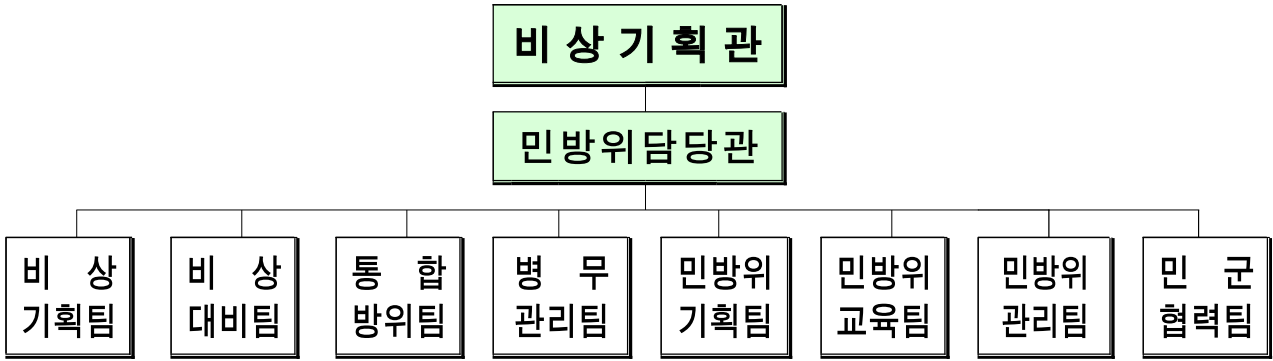 비상기획관
민방위담당관
비 상
기획팀
비 상
대비팀
통 합
방위팀
병 무
관리팀
민방위
기획팀
민방위
교육팀
민방위
관리팀
민 군
협력팀